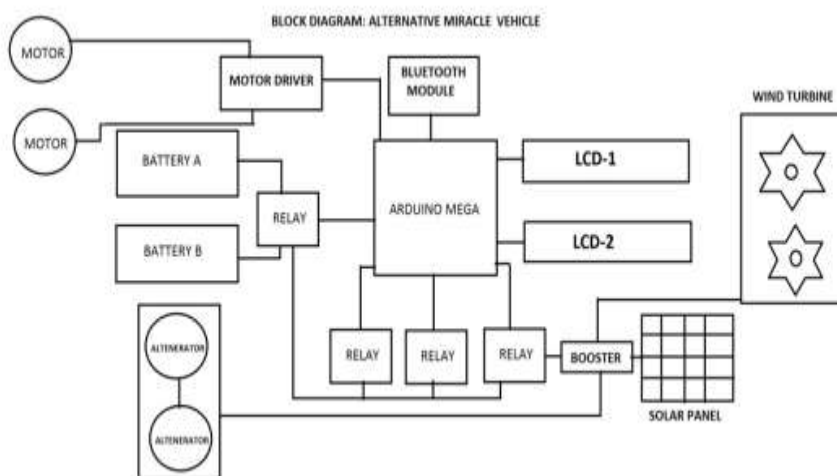 BLOCK DIAGRAM: ALTERNATIVE MIRACLE VEHICLE
MOTOR
MOTOR DRIVER
BLUETOOTH
MODULE
WIND TURBINE
MOTOR
BATTERY A
LCD-1
RELAY
ARDUINO MEGA
BATTERY B
LCD-2
ALTENERATOR
RELAY
RELAY
RELAY
BOOSTER
ALTENERATOR
SOLAR PANEL